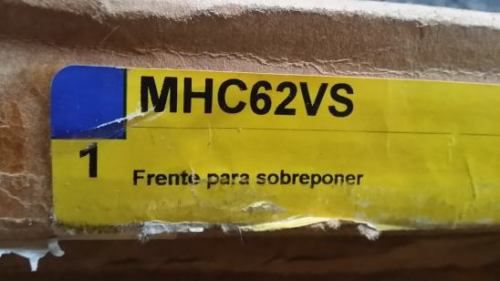 MHC62VS
1
Frente para sobreponer